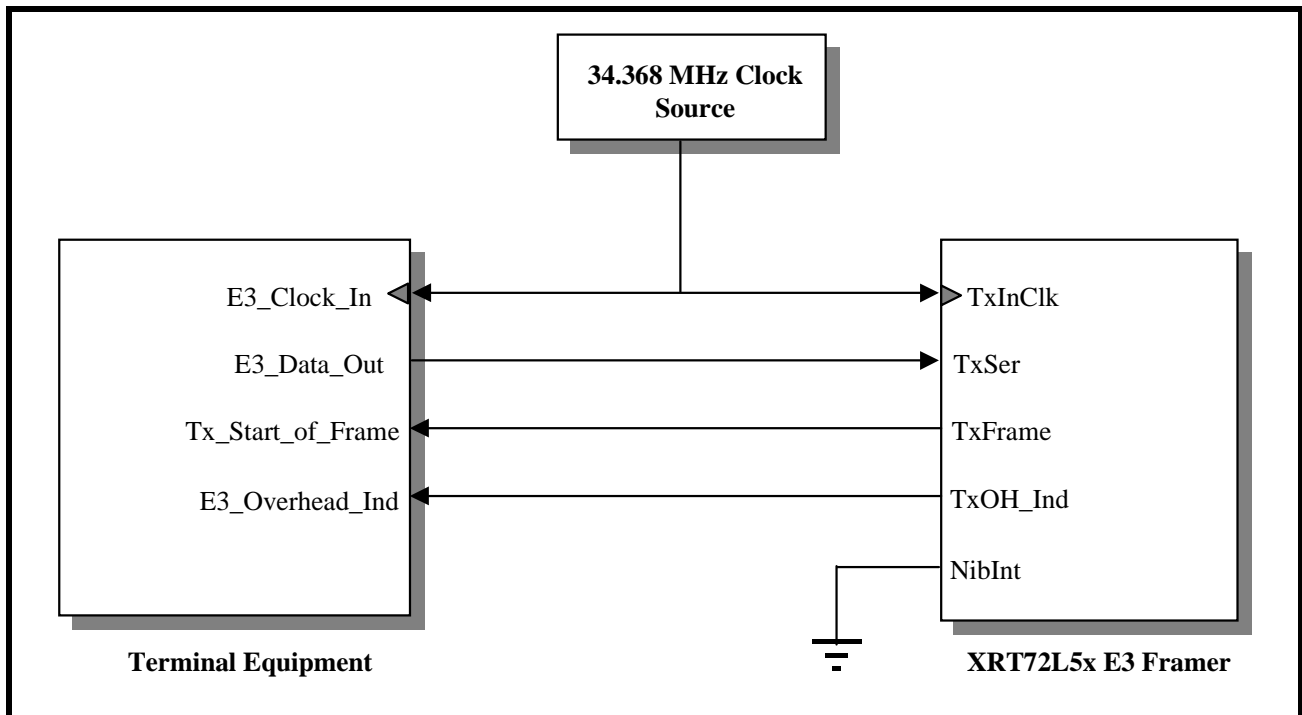 34.368 MHz Clock
Source
E3_Clock_In
TxInClk
E3_Data_Out
TxSer
Tx_Start_of_Frame
TxFrame
E3_Overhead_Ind
TxOH_Ind
NibInt
Terminal Equipment
XRT72L5x E3 Framer